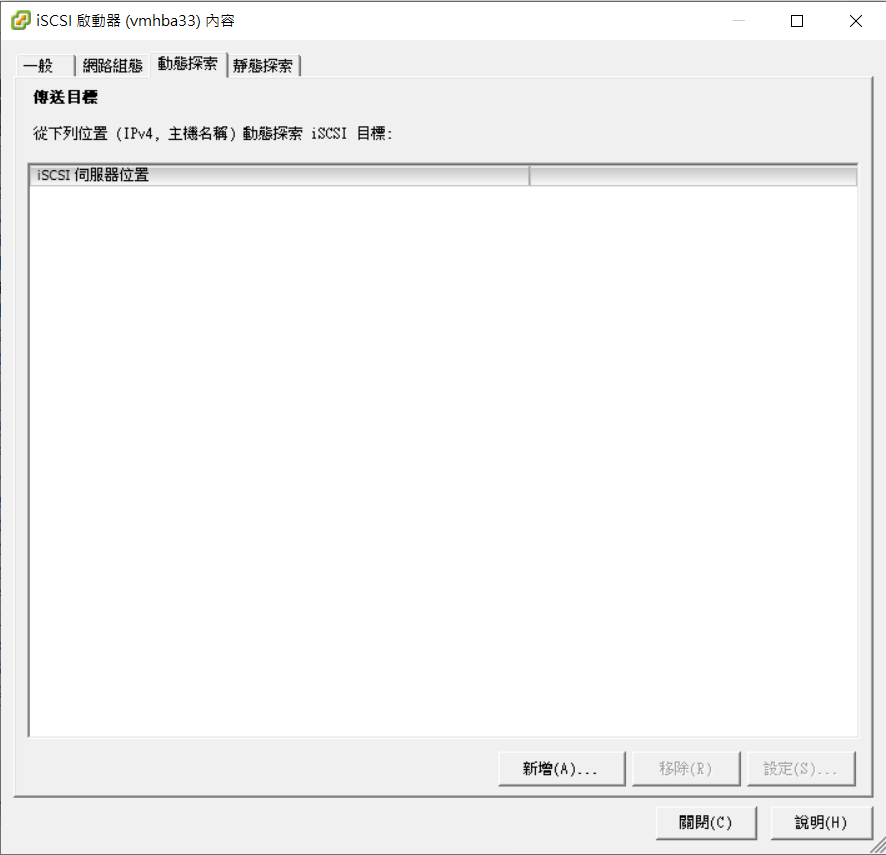 iSCSI 啟動器 (vmhba33) 內容
一般 網路組態 動態探索 靜態探索
傳送目標
從下列位置 (IPv4, 主機名稱) 動態探索 iSCSI 目標:
iSCSI 伺服器位置
新增(A)... 移除(R) 設定(S)...
關閉(C) 說明(H)